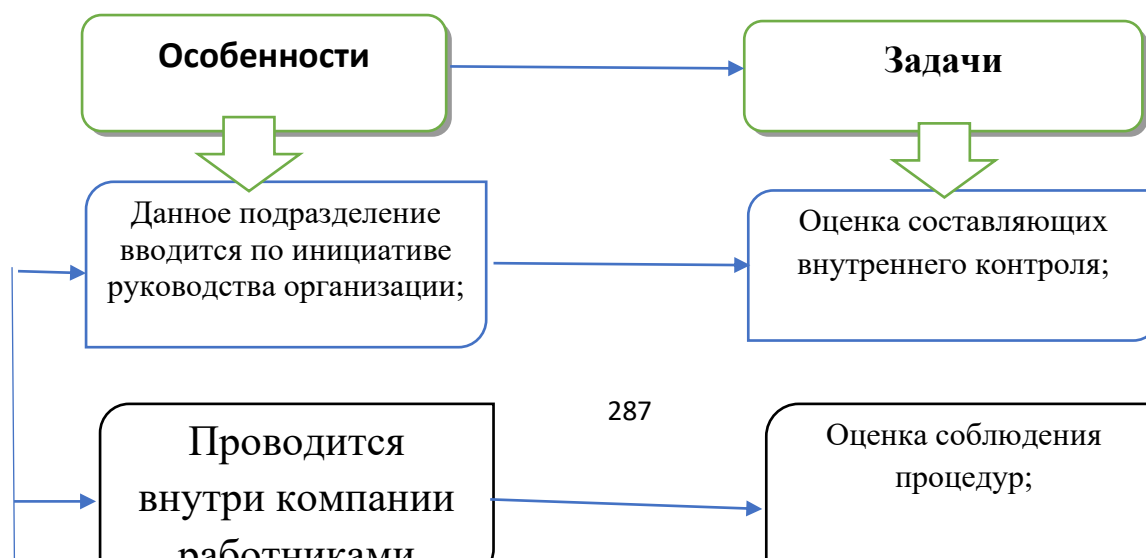 Особенности
Задачи
Данное подразделение
вводится по инициативе
руководства организации;
Оценка составляющих
внутреннего контроля;
287
Проводится
внутри компании
работниками
Оценка соблюдения
процедур;